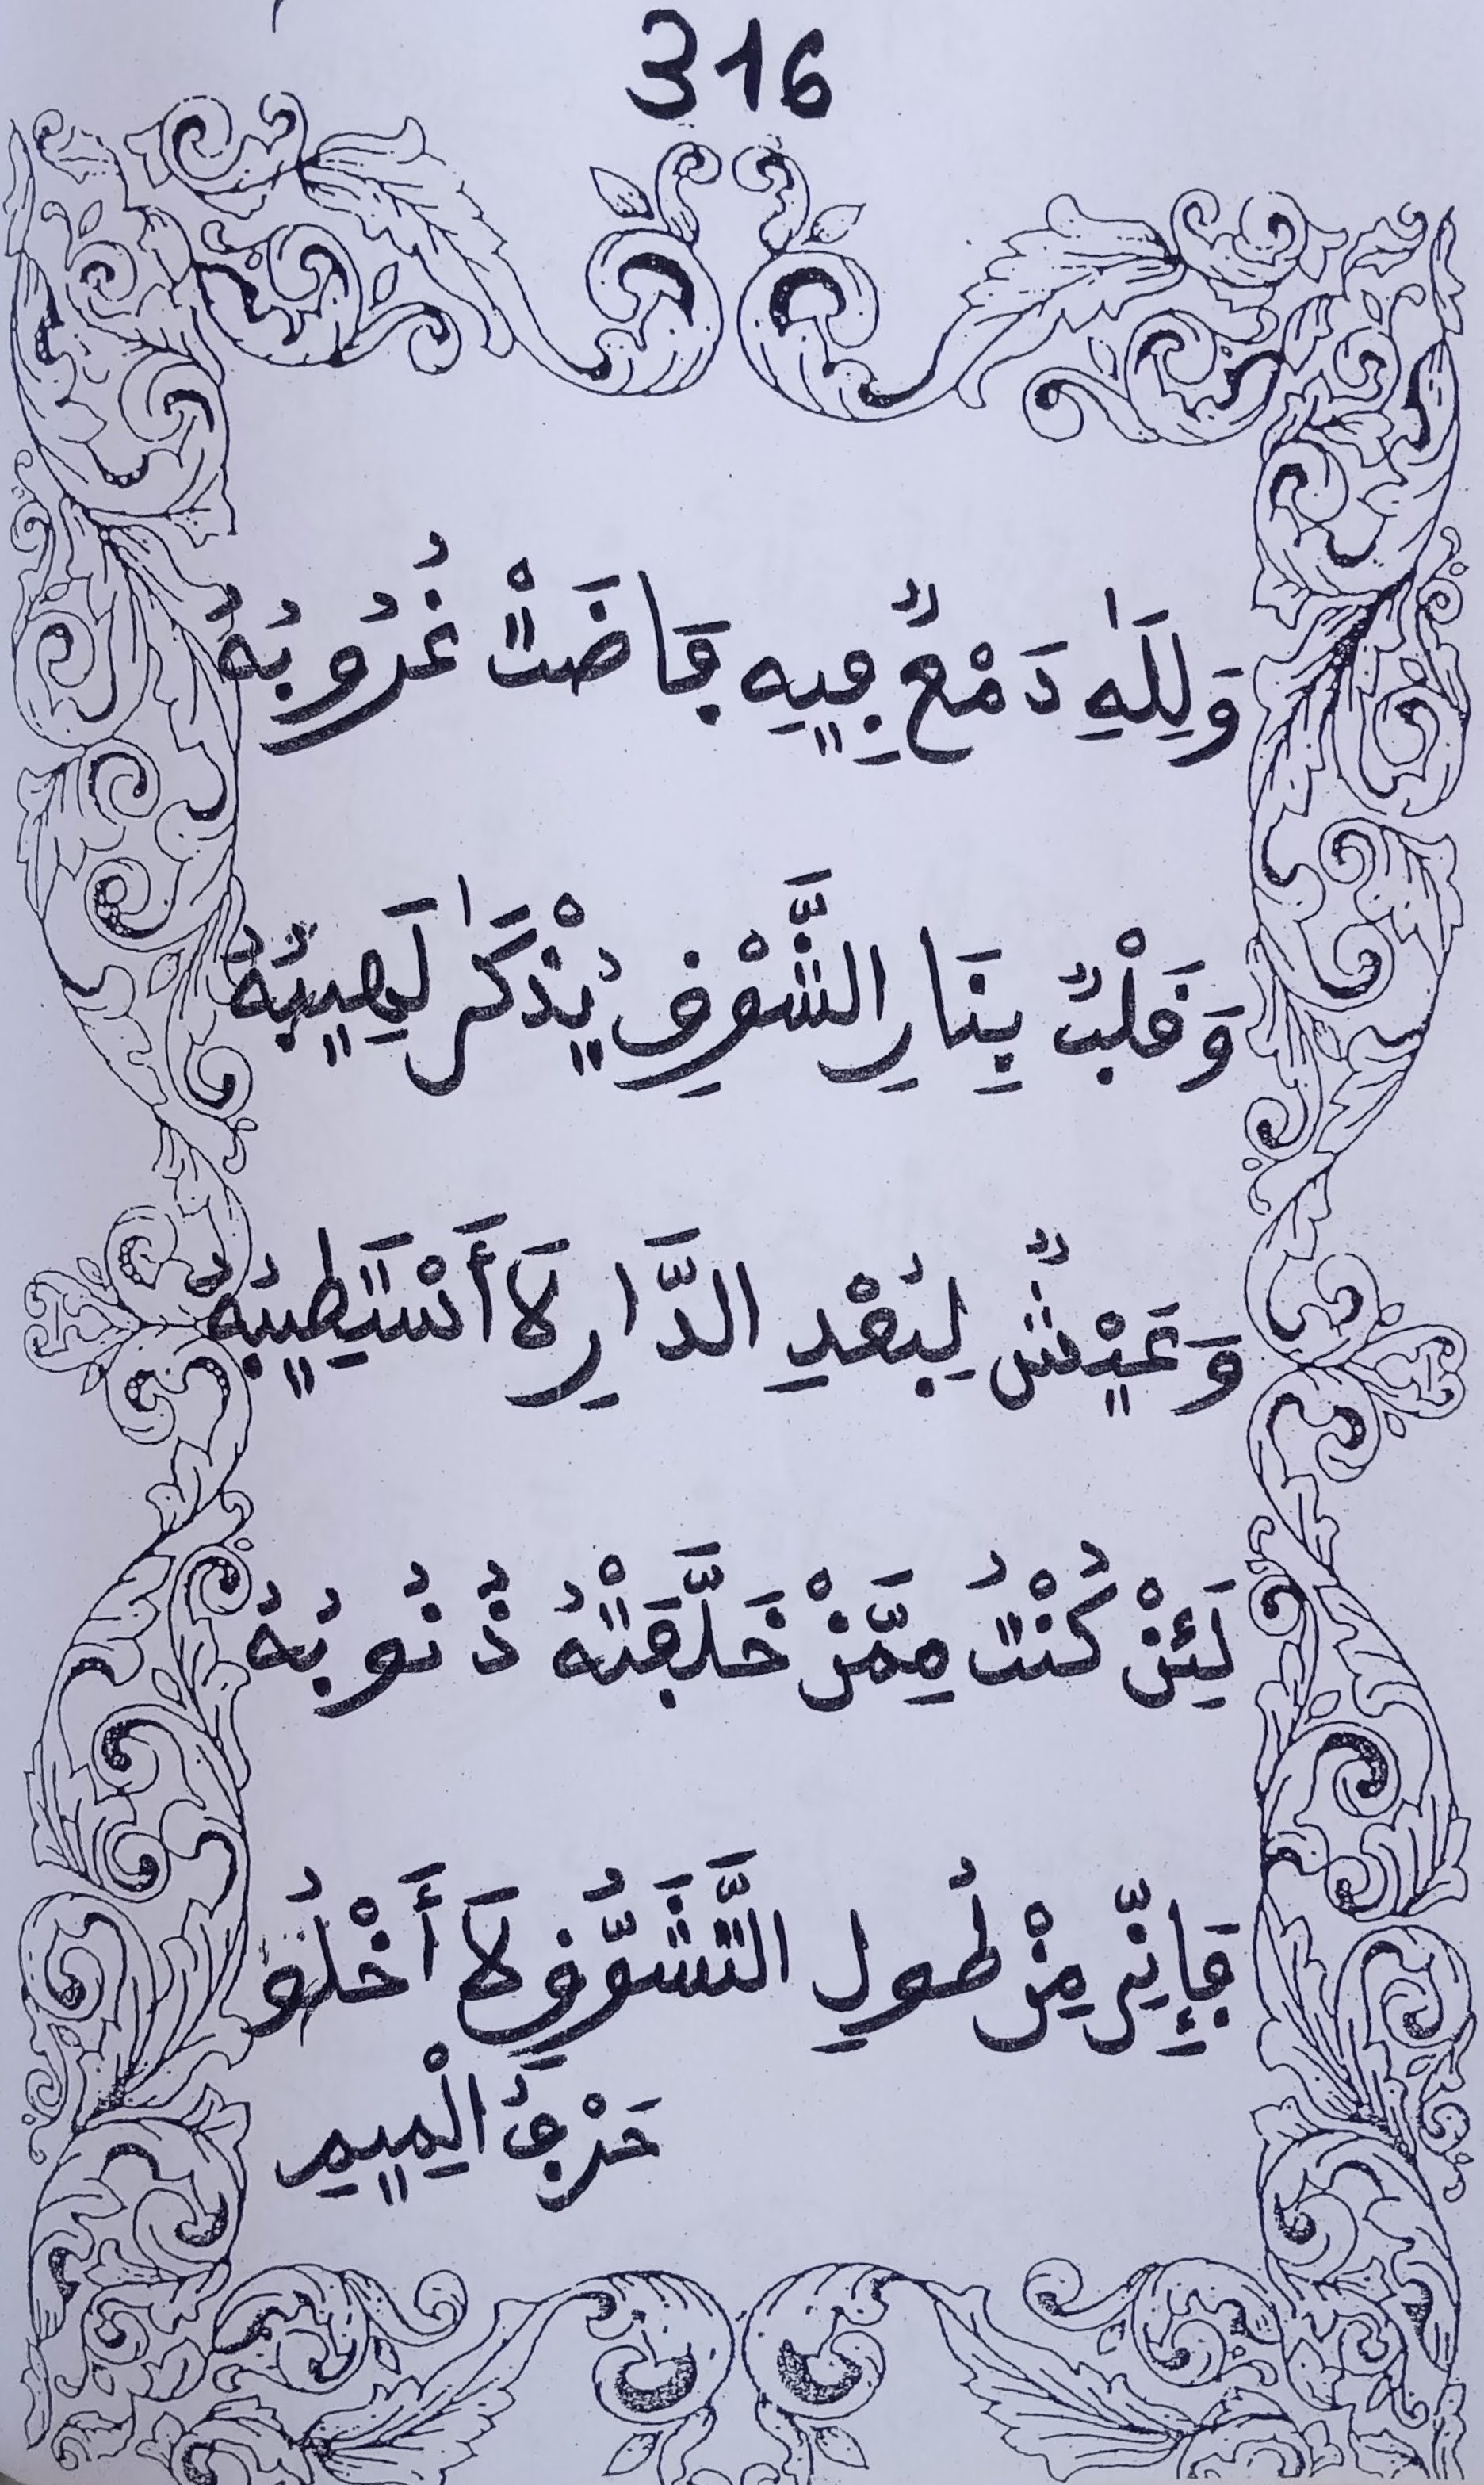 316
وَلِلَّهِ دَمْعٌ فِيهِ فَاضَتْ غُرُوبُهُ
وَقَلْبٌ بِنَارِ الشَّوْقِ يُذْكَىٰ لَهِيبُهُ
وَعَيْشٌ لِبُعْدِ الدَّارِ لَا أَسْتَطِيبُهُ
لَئِنْ كُنْتُ مِمَّنْ خَلَّفَتْهُ ذُنُوبُهُ
فَإِنِّي مِنْ طُولِ التَّشَوُّقِ لَا أَخْلُو
حَرْفُ الْمِيمِ